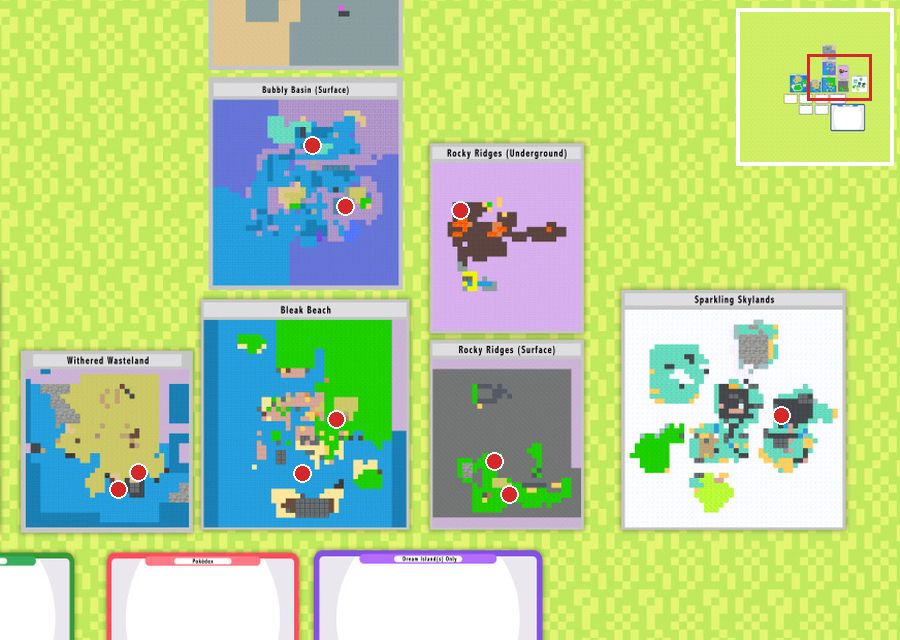 Bubbly Basin (Surface)
Rocky Ridges (Underground)
Sparkling Skylands
Bleak Beach
Rocky Ridges (Surface)
Withered Wasteland
Pokédex
Dream Island(s) Only